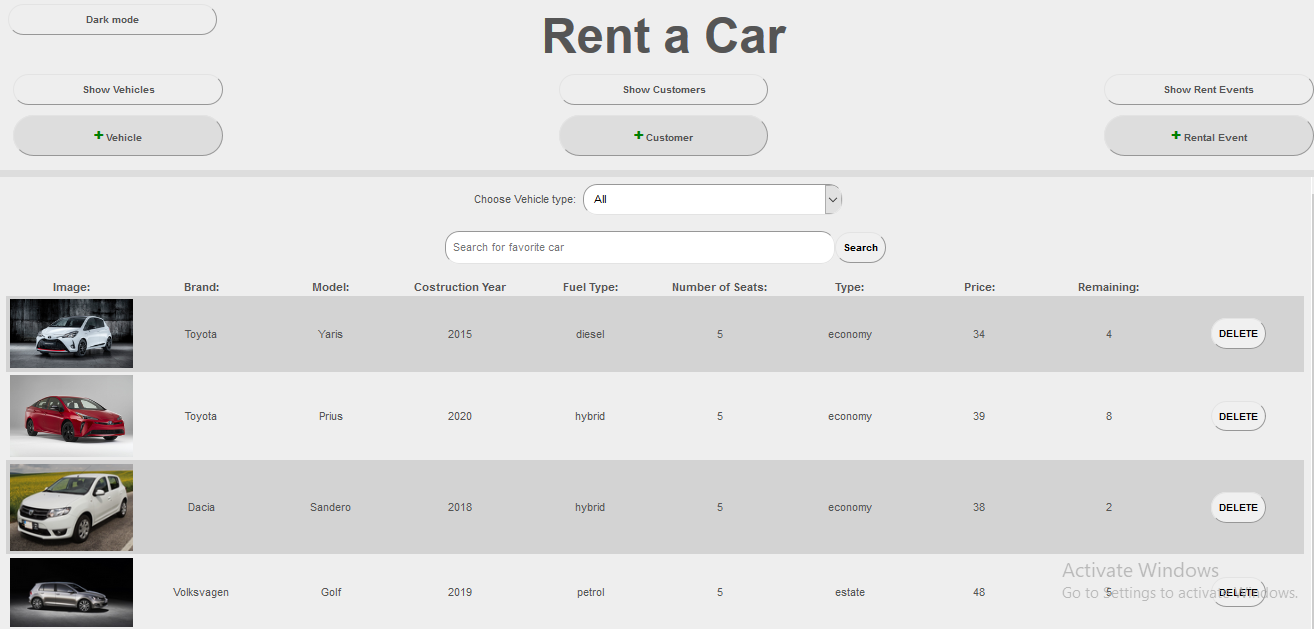 Dark mode
Rent a Car
Show Vehicles Show Customers Show Rent Events
+ Vehicle + Customer + Rental Event
Choose Vehicle type: All
Search for favorite car Search
Image: Brand: Model: Costruction Year Fuel Type: Number of Seats: Type: Price: Remaining:
Toyota Yaris 2015 diesel 5 economy 34 4 DELETE
Toyota Prius 2020 hybrid 5 economy 39 8 DELETE
Dacia Sandero 2018 hybrid 5 economy 38 2 DELETE
Activate Windows
Go to Settings to activate Windows.
Volksvagen Golf 2019 petrol 5 estate 48 5 DELETE